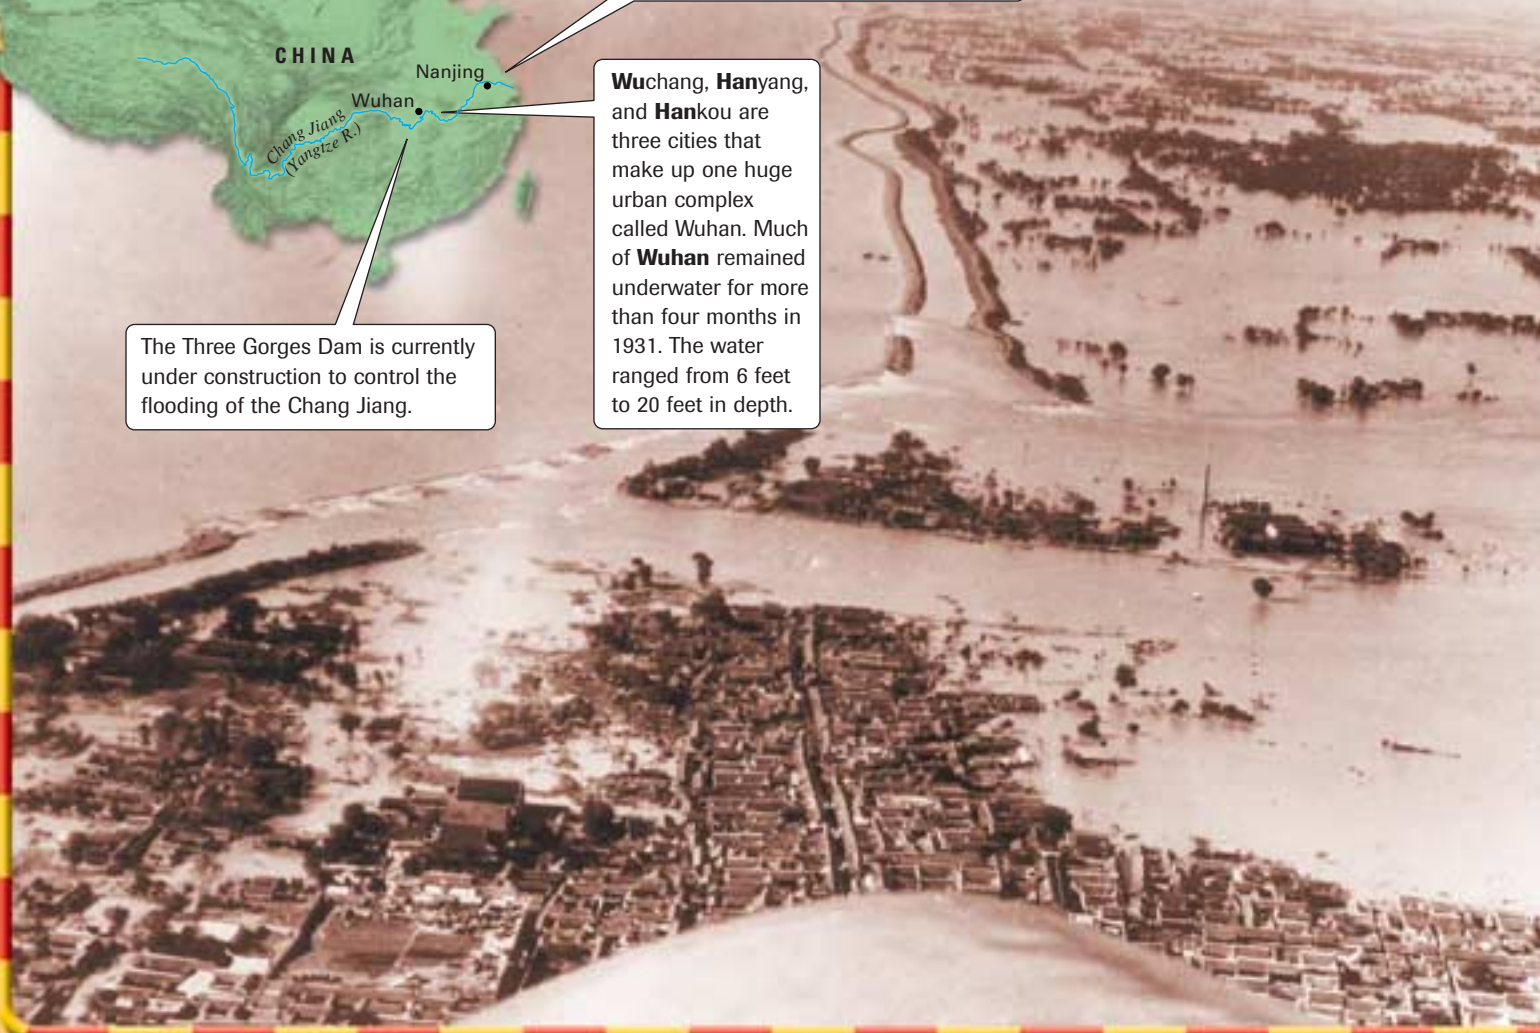 CHINA
Nanjing
Wuhan
Chang Jiang
(Yangtze R.)
Wuchang, Hanyang,
and Hankou are
three cities that
make up one huge
urban complex
called Wuhan. Much
of Wuhan remained
underwater for more
than four months in
1931. The water
ranged from 6 feet
to 20 feet in depth.
The Three Gorges Dam is currently
under construction to control the
flooding of the Chang Jiang.